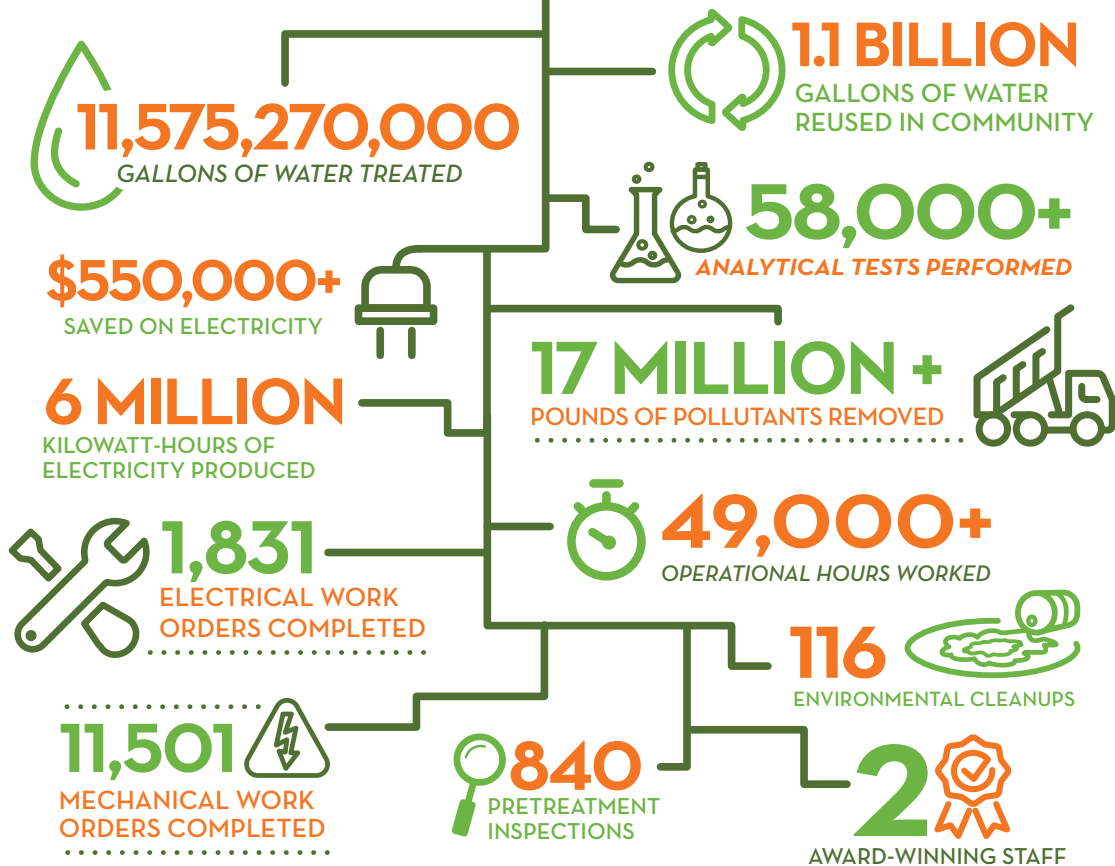 11,575,270,000
GALLONS OF WATER TREATED
1.1 BILLION
GALLONS OF WATER
REUSED IN COMMUNITY
58,000+
ANALYTICAL TESTS PERFORMED
$550,000+
SAVED ON ELECTRICITY
17 MILLION +
POUNDS OF POLLUTANTS REMOVED
6 MILLION
KILOWATT-HOURS OF
ELECTRICITY PRODUCED
49,000+
OPERATIONAL HOURS WORKED
1,831
ELECTRICAL WORK
ORDERS COMPLETED
116
ENVIRONMENTAL CLEANUPS
11,501
MECHANICAL WORK
ORDERS COMPLETED
840
PRETREATMENT
INSPECTIONS
2
AWARD-WINNING STAFF